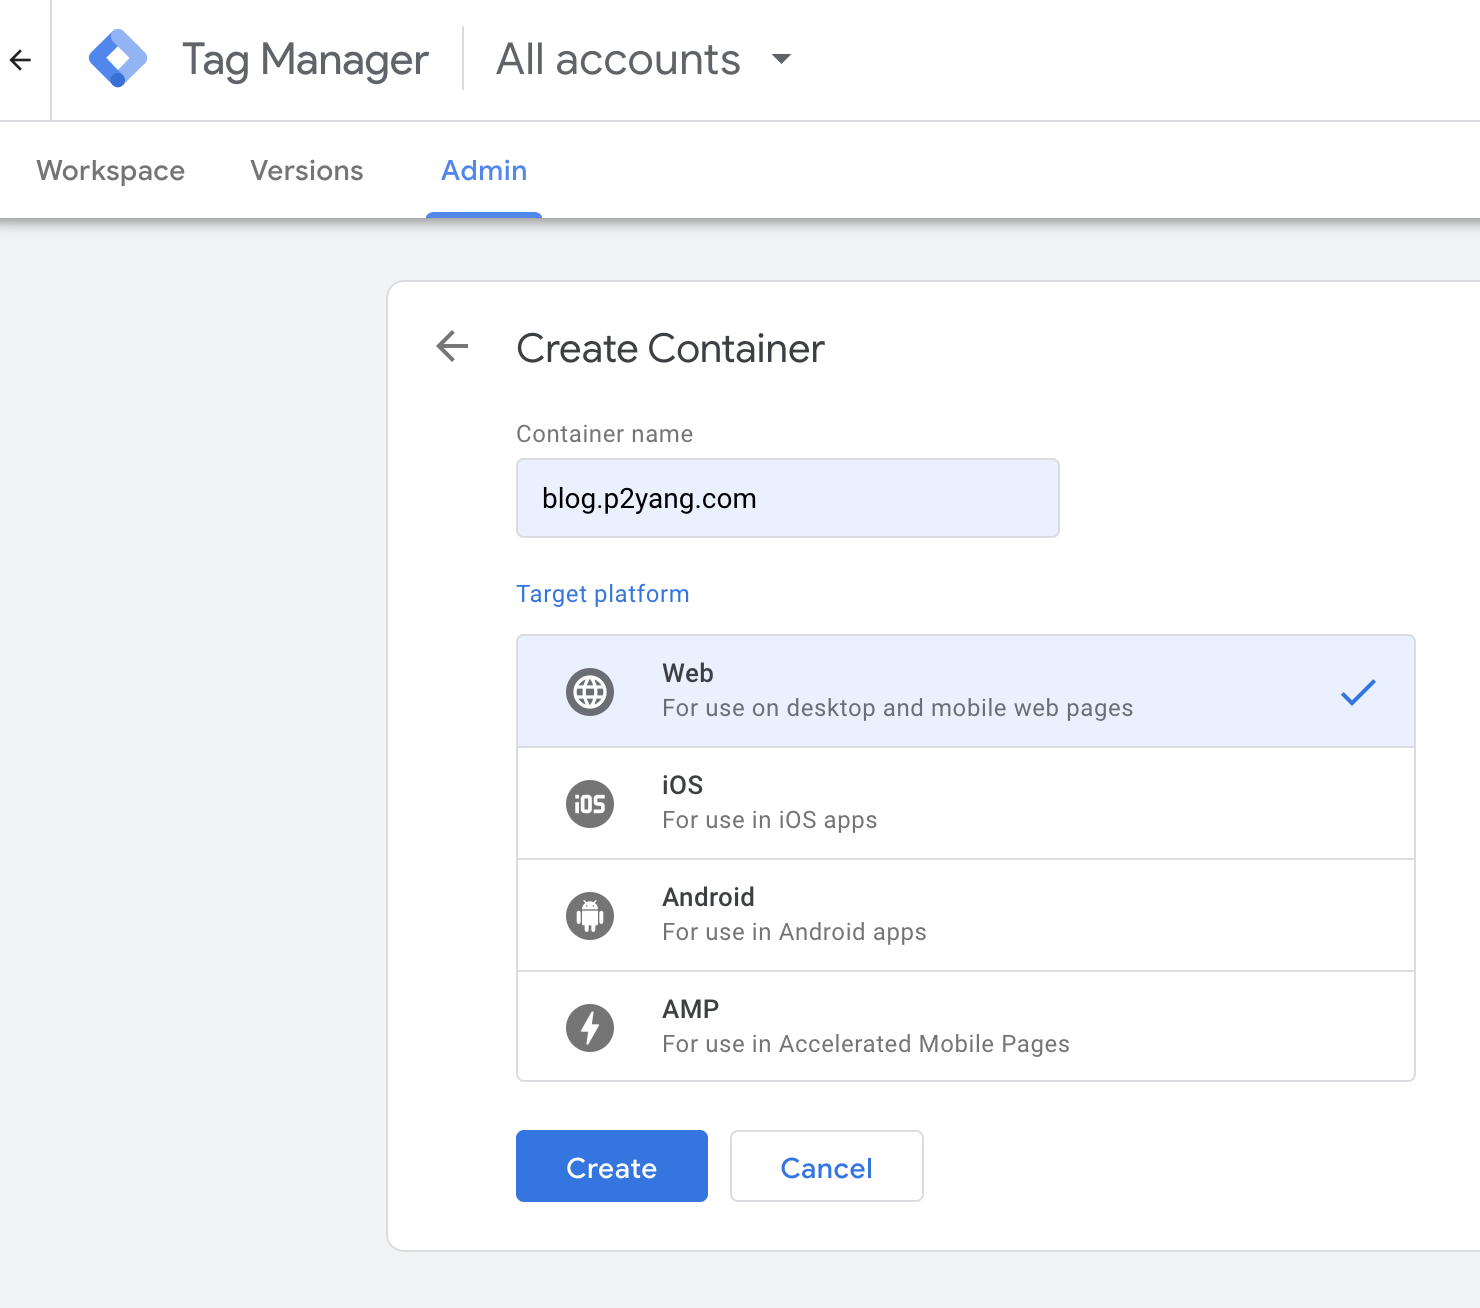 Tag Manager
All accounts
Workspace
Versions
Admin
Create Container
Container name
blog.p2yang.com
Target platform
Web
For use on desktop and mobile web pages
iOS
iOS
For use in iOS apps
Android
For use in Android apps
AMP
For use in Accelerated Mobile Pages
Create
Cancel